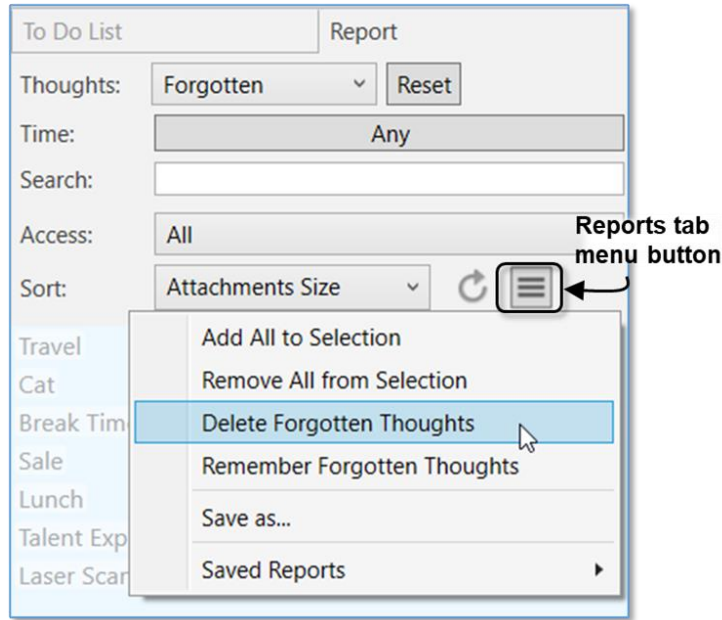 To Do List Report
Thoughts: Forgotten Reset
Time: Any
Search:
Access: All
Reports tab
menu button
Sort: Attachments Size
Travel
Cat
Break Tim
Sale
Lunch
Talent Exp
Laser Scan
Add All to Selection
Remove All from Selection
Delete Forgotten Thoughts
Remember Forgotten Thoughts
Save as...
Saved Reports